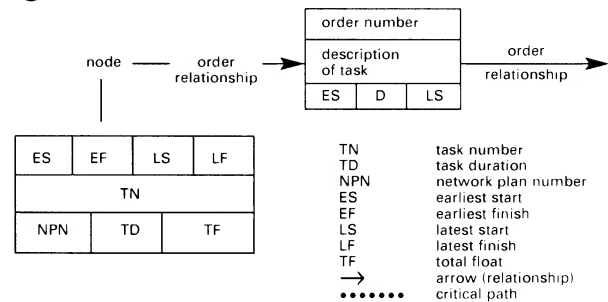 order number
description
of task
ES D LS
node
order
relationship
order
relationship
ES EF LS LF
TN
NPN TD TF
TN task number
TD task duration
NPN network plan number
ES earliest start
EF earliest finish
LS latest start
LF latest finish
TF total float
→ arrow (relationship)
••••••• critical path